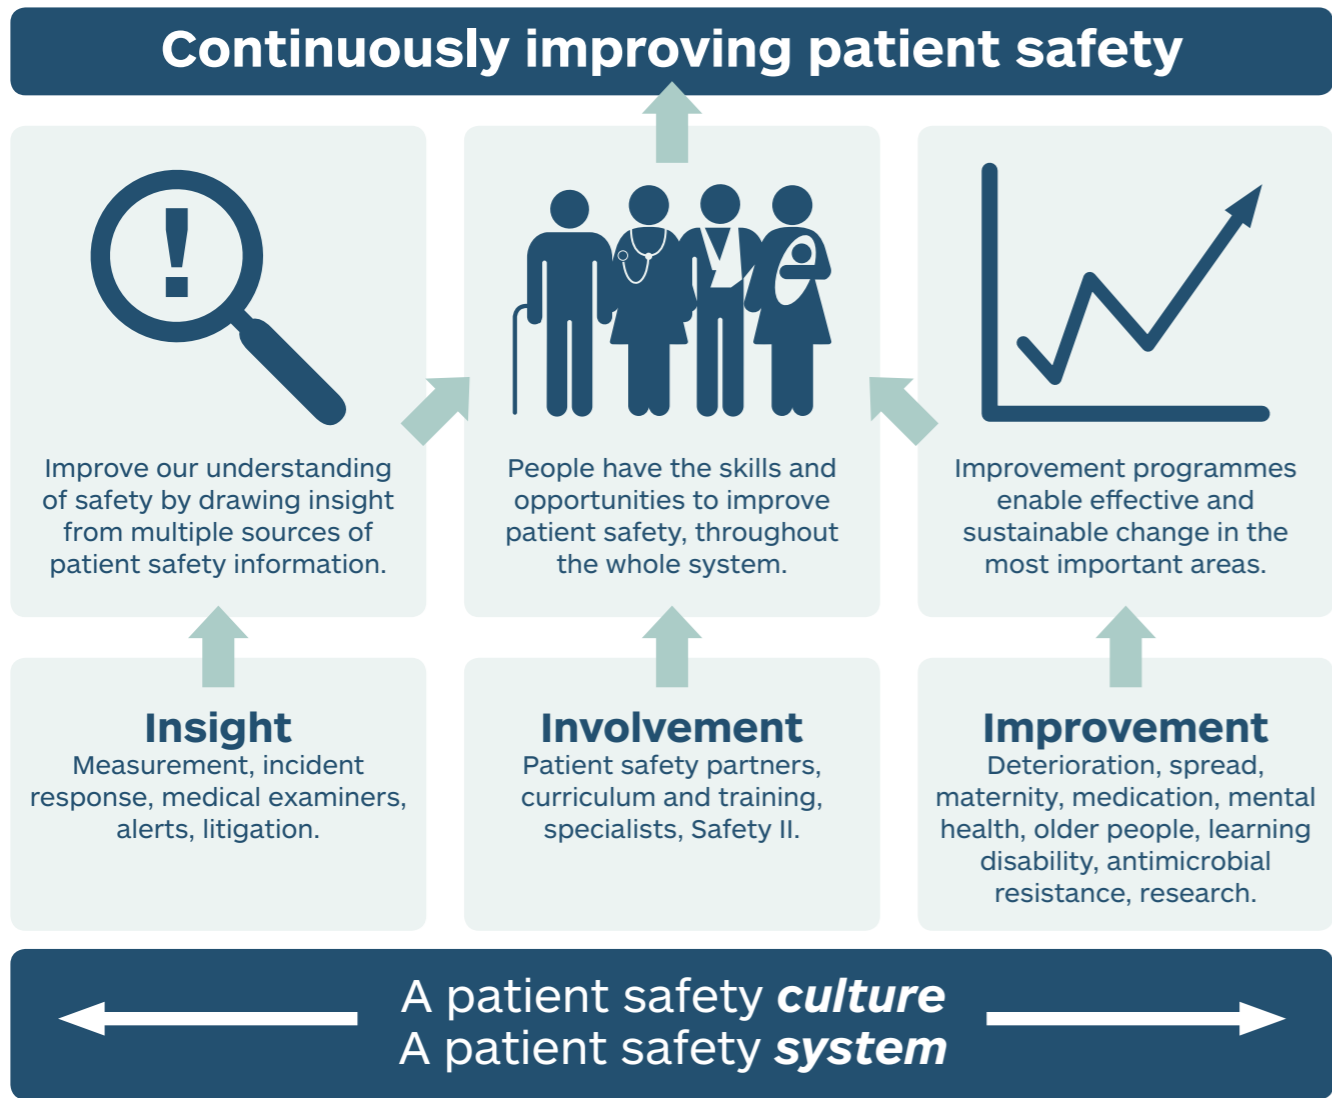 Continuously improving patient safety
!
Improve our understanding
of safety by drawing insight
from multiple sources of
patient safety information.
People have the skills and
opportunities to improve
patient safety, throughout
the whole system.
Improvement programmes
enable effective and
sustainable change in the
most important areas.
Insight
Measurement, incident
response, medical examiners,
alerts, litigation.
Involvement
Patient safety partners,
curriculum and training,
specialists, Safety II.
Improvement
Deterioration, spread,
maternity, medication, mental
health, older people, learning
disability, antimicrobial
resistance, research.
A patient safety culture
A patient safety system